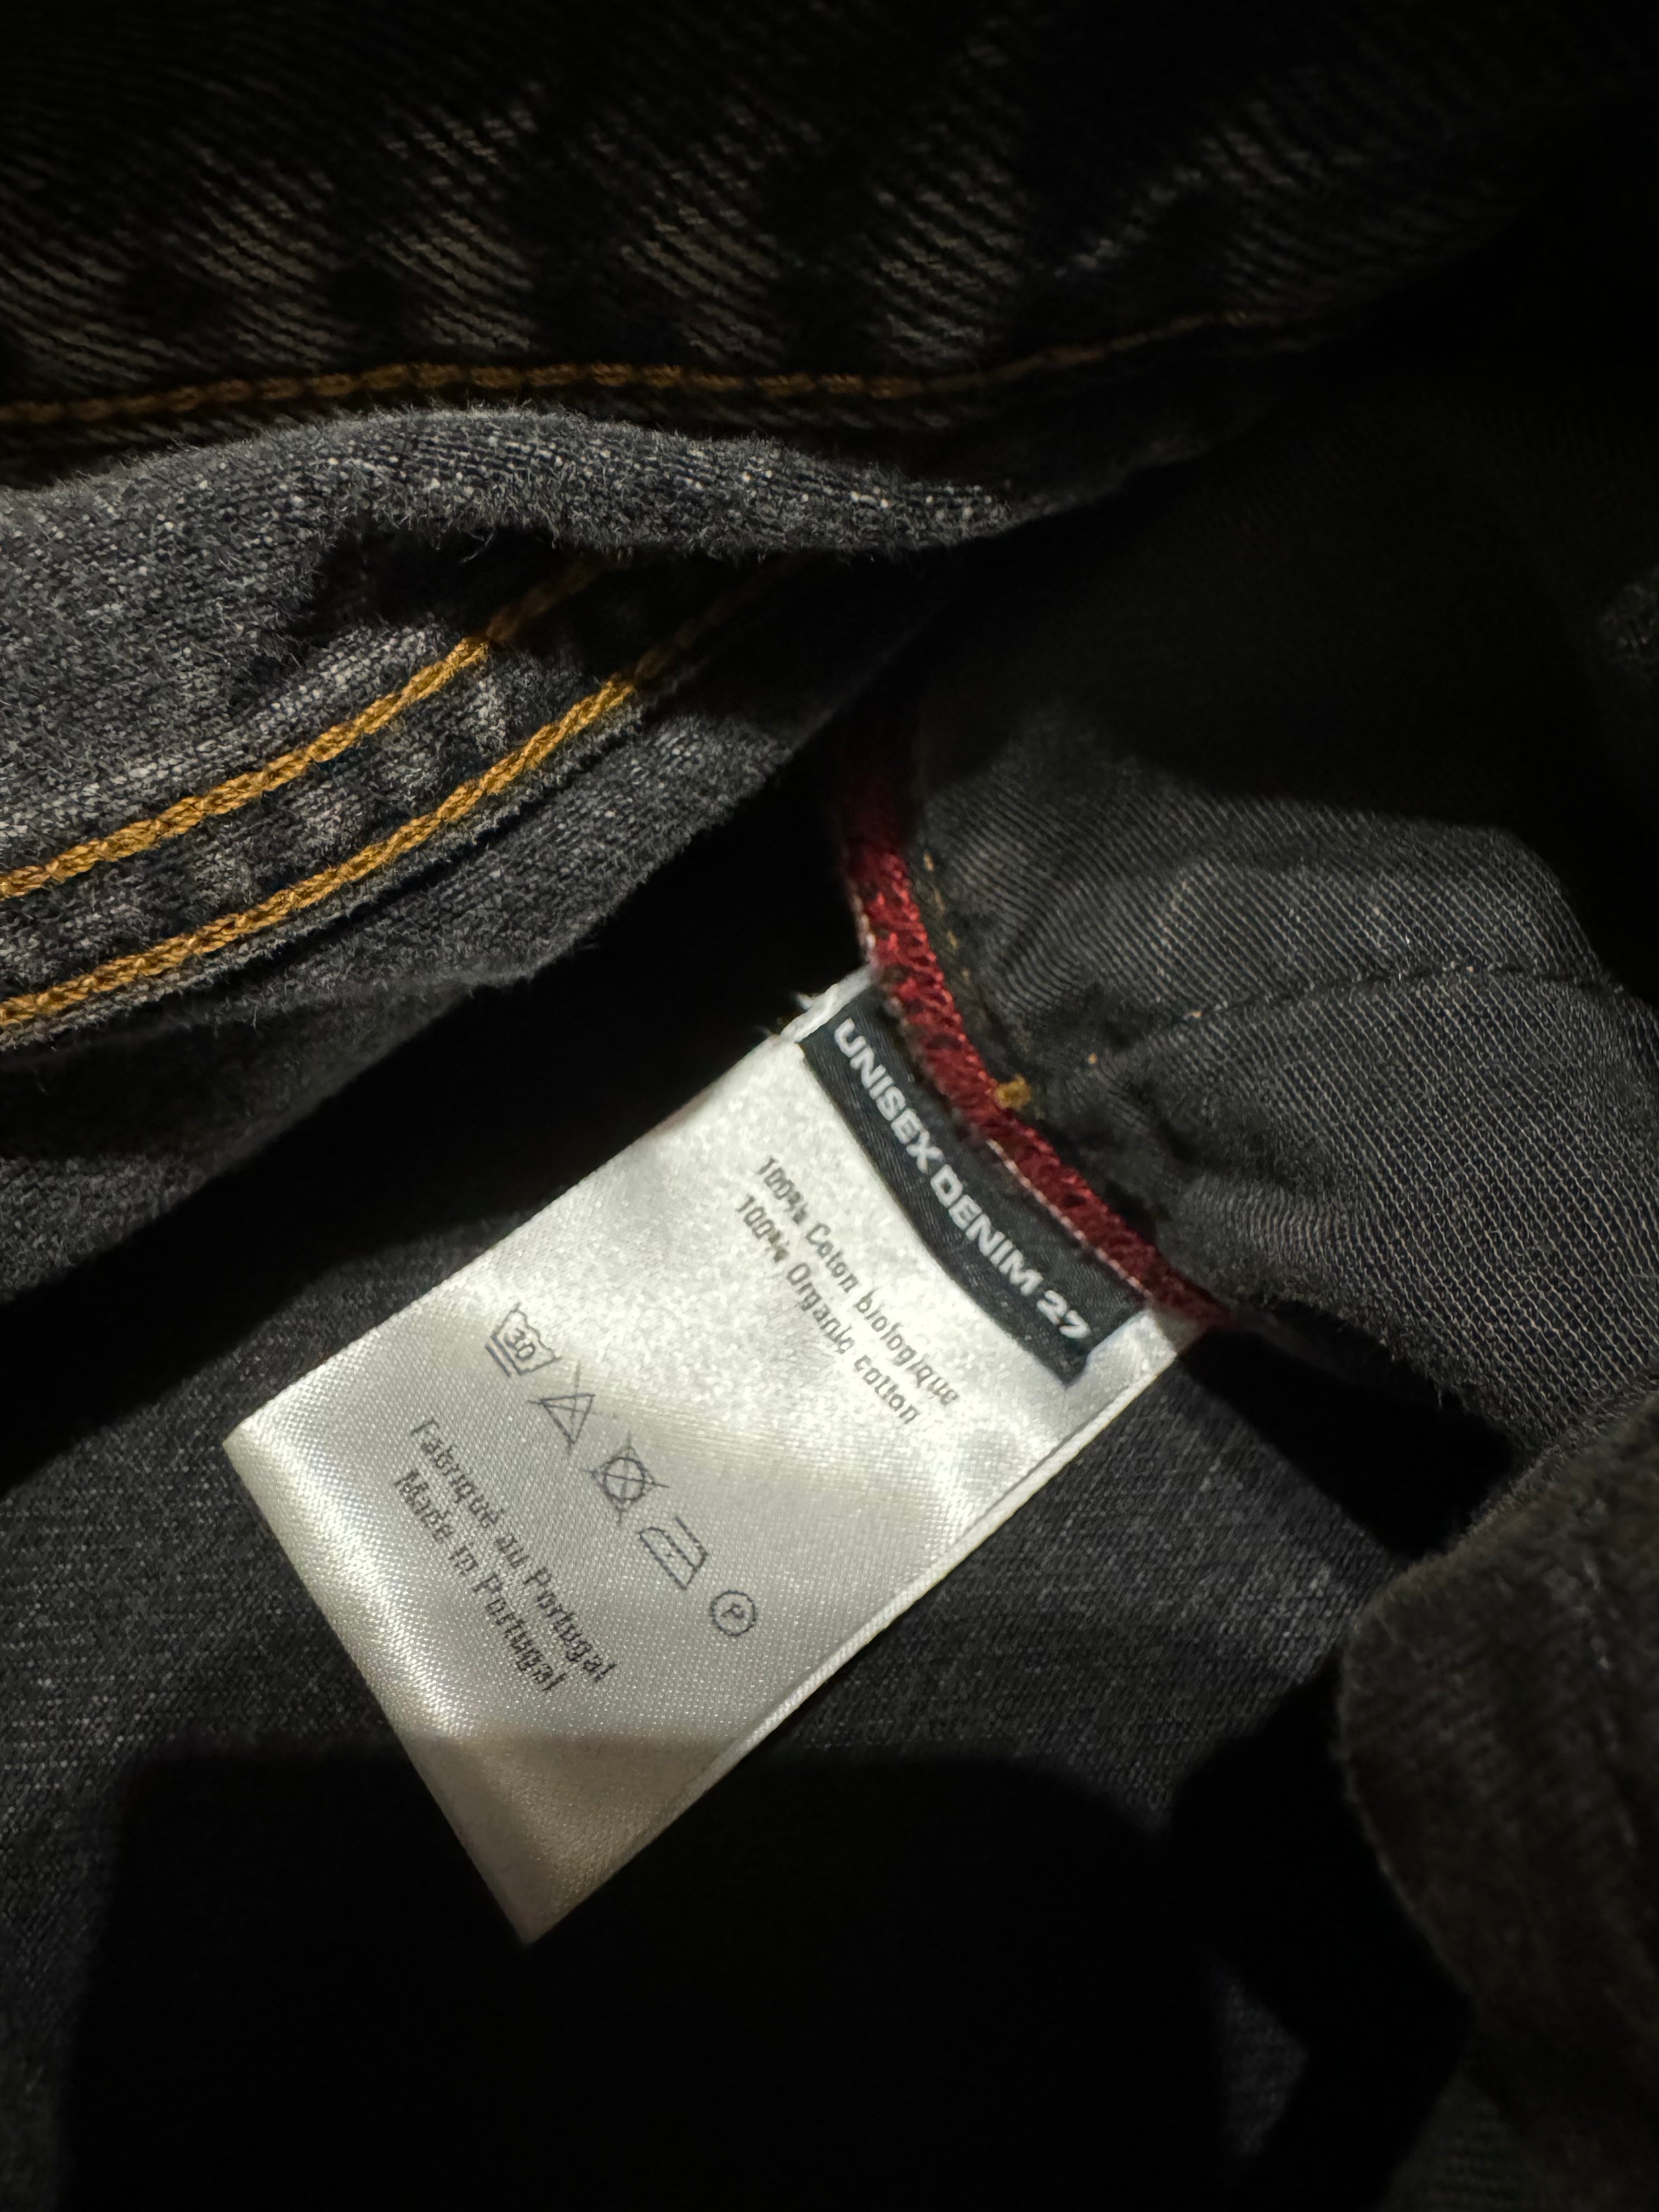 UNISEX DENIM 27
100% Coton biologique
100% Organic cotton
30
P
Fabriqué au Portugal
Made in Portugal